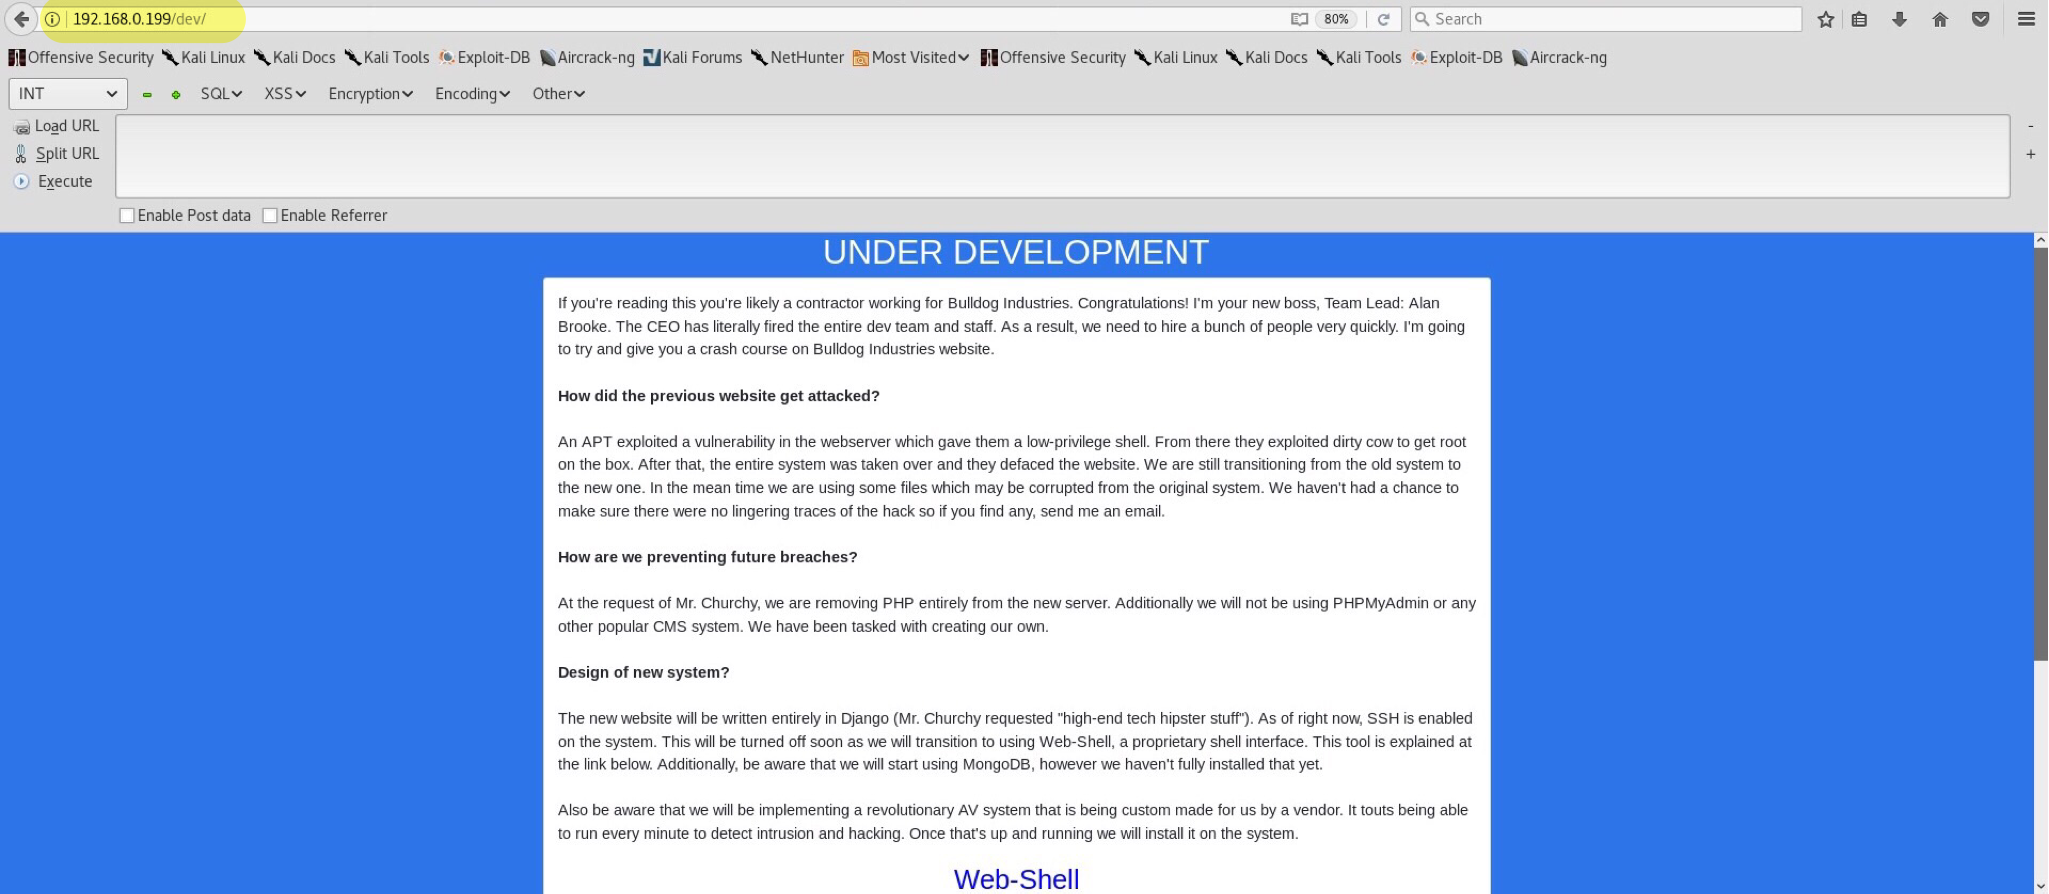 192.168.0.199/dev/ 80% Search
Offensive Security Kali Linux Kali Docs Kali Tools Exploit-DB Aircrack-ng Kali Forums NetHunter Most Visited Offensive Security Kali Linux Kali Docs Kali Tools Exploit-DB Aircrack-ng
INT SQL XSS Encryption Encoding Other
Load URL
Split URL
Execute
Enable Post data Enable Referrer
UNDER DEVELOPMENT
If you're reading this you're likely a contractor working for Bulldog Industries. Congratulations! I'm your new boss, Team Lead: Alan
Brooke. The CEO has literally fired the entire dev team and staff. As a result, we need to hire a bunch of people very quickly. I'm going
to try and give you a crash course on Bulldog Industries website.
How did the previous website get attacked?
An APT exploited a vulnerability in the webserver which gave them a low-privilege shell. From there they exploited dirty cow to get root
on the box. After that, the entire system was taken over and they defaced the website. We are still transitioning from the old system to
the new one. In the mean time we are using some files which may be corrupted from the original system. We haven't had a chance to
make sure there were no lingering traces of the hack so if you find any, send me an email.
How are we preventing future breaches?
At the request of Mr. Churchy, we are removing PHP entirely from the new server. Additionally we will not be using PHPMyAdmin or any
other popular CMS system. We have been tasked with creating our own.
Design of new system?
The new website will be written entirely in Django (Mr. Churchy requested "high-end tech hipster stuff"). As of right now, SSH is enabled
on the system. This will be turned off soon as we will transition to using Web-Shell, a proprietary shell interface. This tool is explained at
the link below. Additionally, be aware that we will start using MongoDB, however we haven't fully installed that yet.
Also be aware that we will be implementing a revolutionary AV system that is being custom made for us by a vendor. It touts being able
to run every minute to detect intrusion and hacking. Once that's up and running we will install it on the system.
Web-Shell